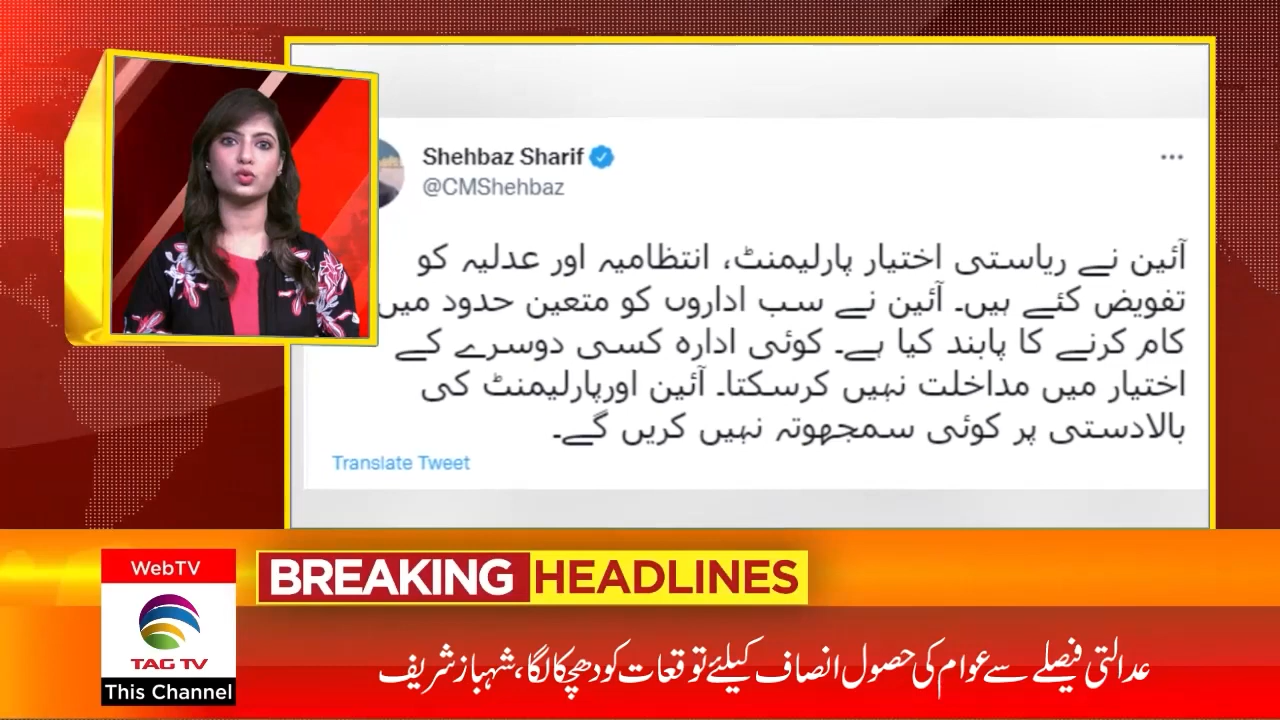 Shehbaz Sharif
@CMShehbaz
آئین نے ریاستی اختیار پارلیمنٹ، انتظامیہ اور عدلیہ کو
تفویض کئے ہیں۔ آئین نے سب اداروں کو متعین حدود میں
کام کرنے کا پابند کیا ہے۔ کوئی ادارہ کسی دوسرے کے
اختیار میں مداخلت نہیں کرسکتا۔ آئین اورپارلیمنٹ کی
بالادستی پر کوئی سمجھوتہ نہیں کریں گے۔
Translate Tweet
WebTV
TAG TV
This Channel
BREAKING HEADLINES
عدالتی فیصلے سے عوام کی حصول انصاف کیلئے توقعات کو دھچکا لگا، شہباز شریف